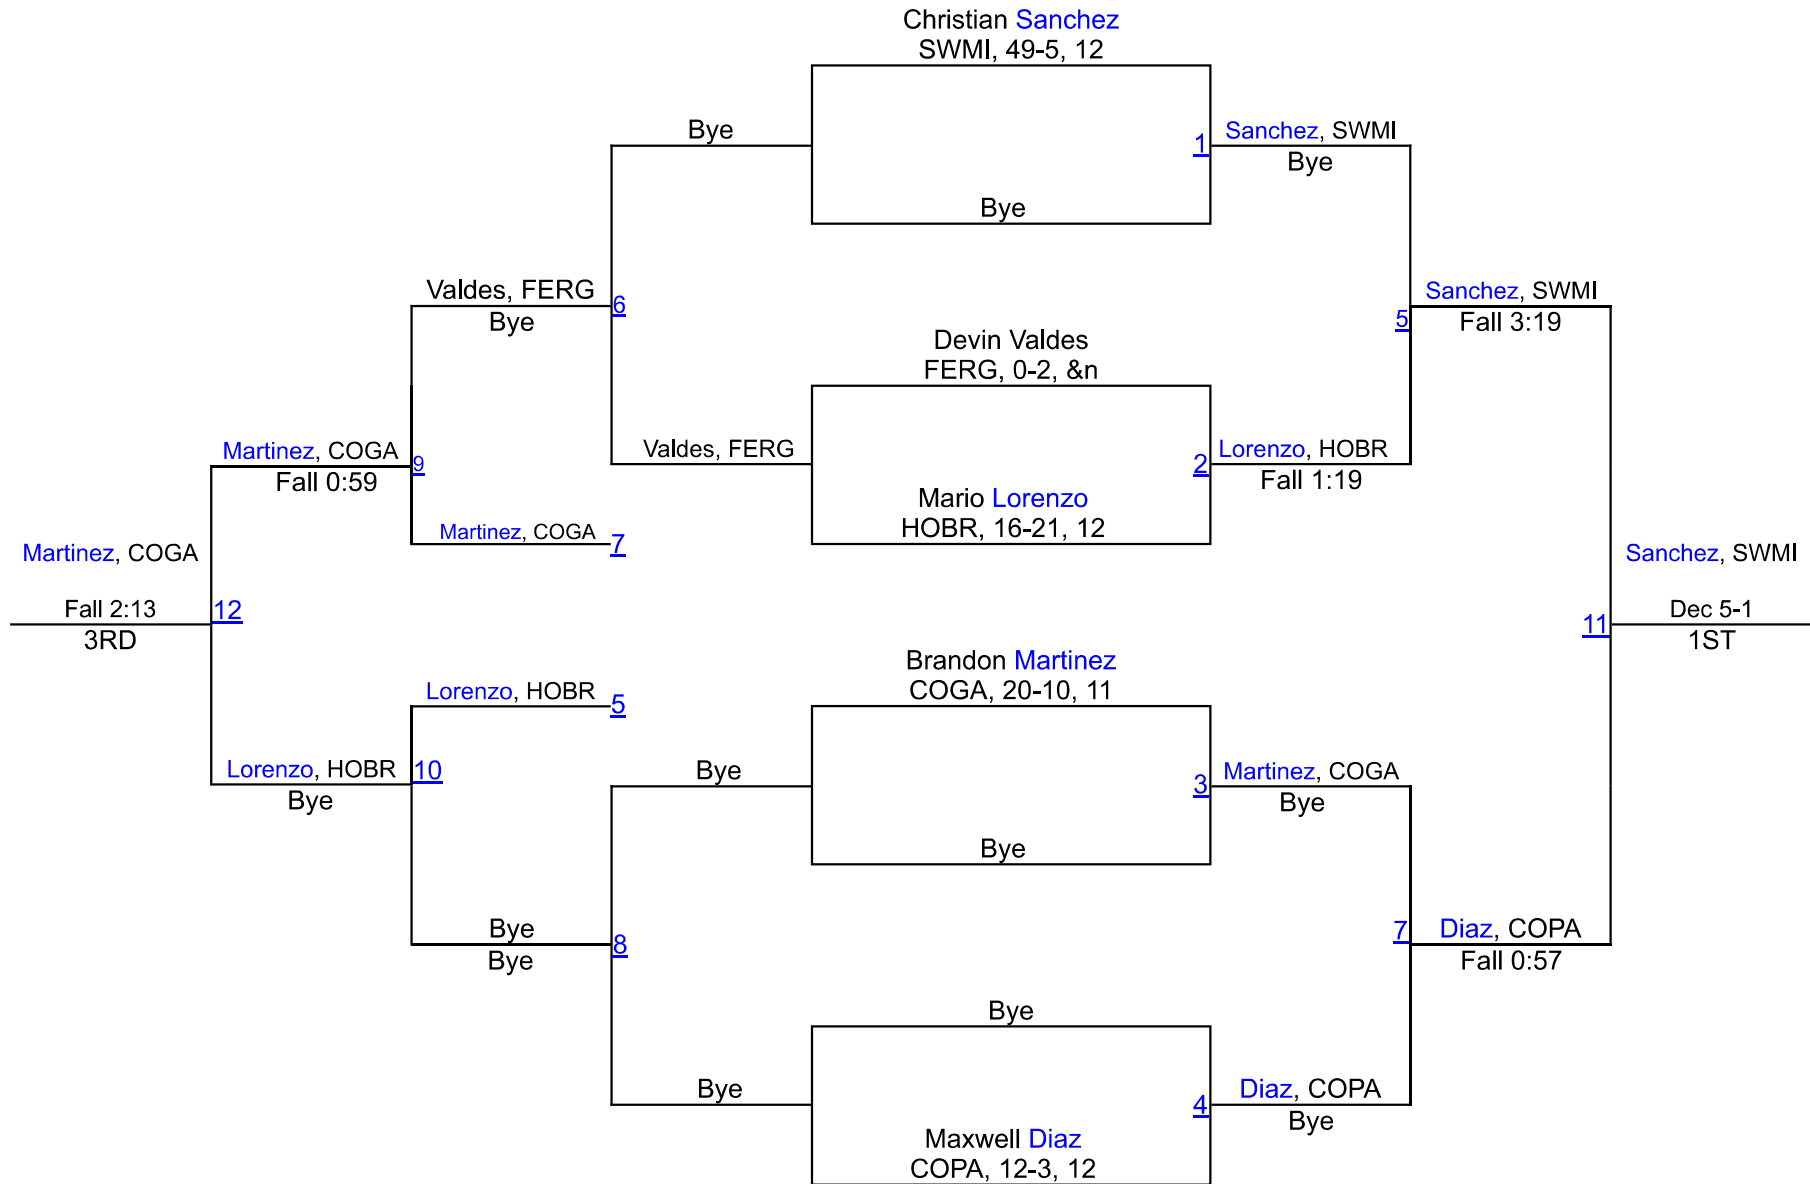 Christian Sanchez
SWMI, 49-5, 12
Bye
1
Sanchez, SWMI
Bye
Bye
Valdes, FERG
Bye
6
Sanchez, SWMI
Fall 3:19
5
Devin Valdes
FERG, 0-2, &n
Valdes, FERG
2
Lorenzo, HOBR
Fall 1:19
Martinez, COGA
Fall 0:59
9
Mario Lorenzo
HOBR, 16-21, 12
Martinez, COGA
7
Martinez, COGA
Fall 2:13
3RD
12
Sanchez, SWMI
Dec 5-1
1ST
11
Brandon Martinez
COGA, 20-10, 11
Lorenzo, HOBR
5
Lorenzo, HOBR
Bye
10
Bye
3
Martinez, COGA
Bye
Bye
Bye
Bye
8
7
Diaz, COPA
Fall 0:57
Bye
Bye
4
Diaz, COPA
Bye
Maxwell Diaz
COPA, 12-3, 12